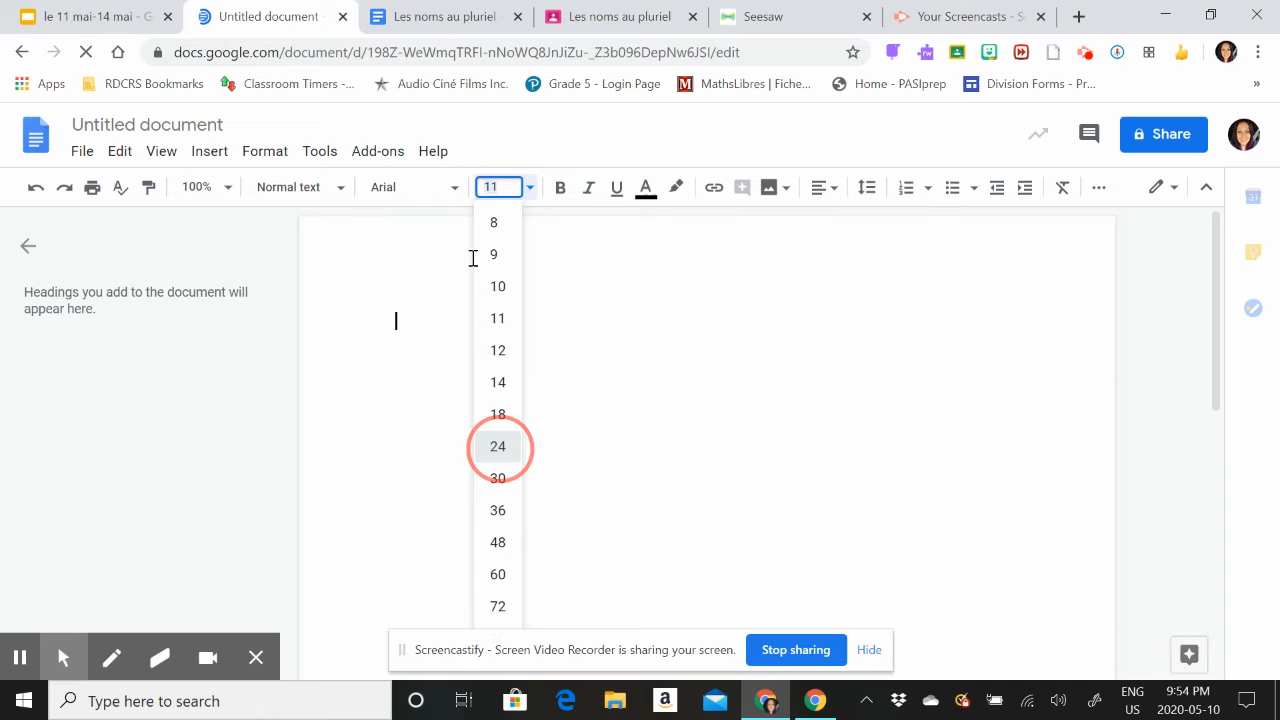 le 11 mai-14 mai - G
Untitled document
Les noms au pluriel -
Les noms au pluriel
Seesaw
Your Screencasts - Sc
docs.google.com/document/d/198Z-WeWmqTRFI-nNoWQ8JnJiZu-_Z3b096DepNw6JSI/edit
Apps
RDCRS Bookmarks
Classroom Timers -...
Audio Ciné Films Inc.
Grade 5 - Login Page
MathsLibres | Fiche...
Home - PASIprep
Division Forms - Pr...
»
Untitled document
File Edit View Insert Format Tools Add-ons Help
Share
100% Normal text Arial 11 B I U A
8
9
10
11
12
14
18
24
30
36
48
60
72
Headings you add to the document will
appear here.
Screencastify - Screen Video Recorder is sharing your screen.
Stop sharing
Hide
Type here to search
ENG
US
9:54 PM
2020-05-10